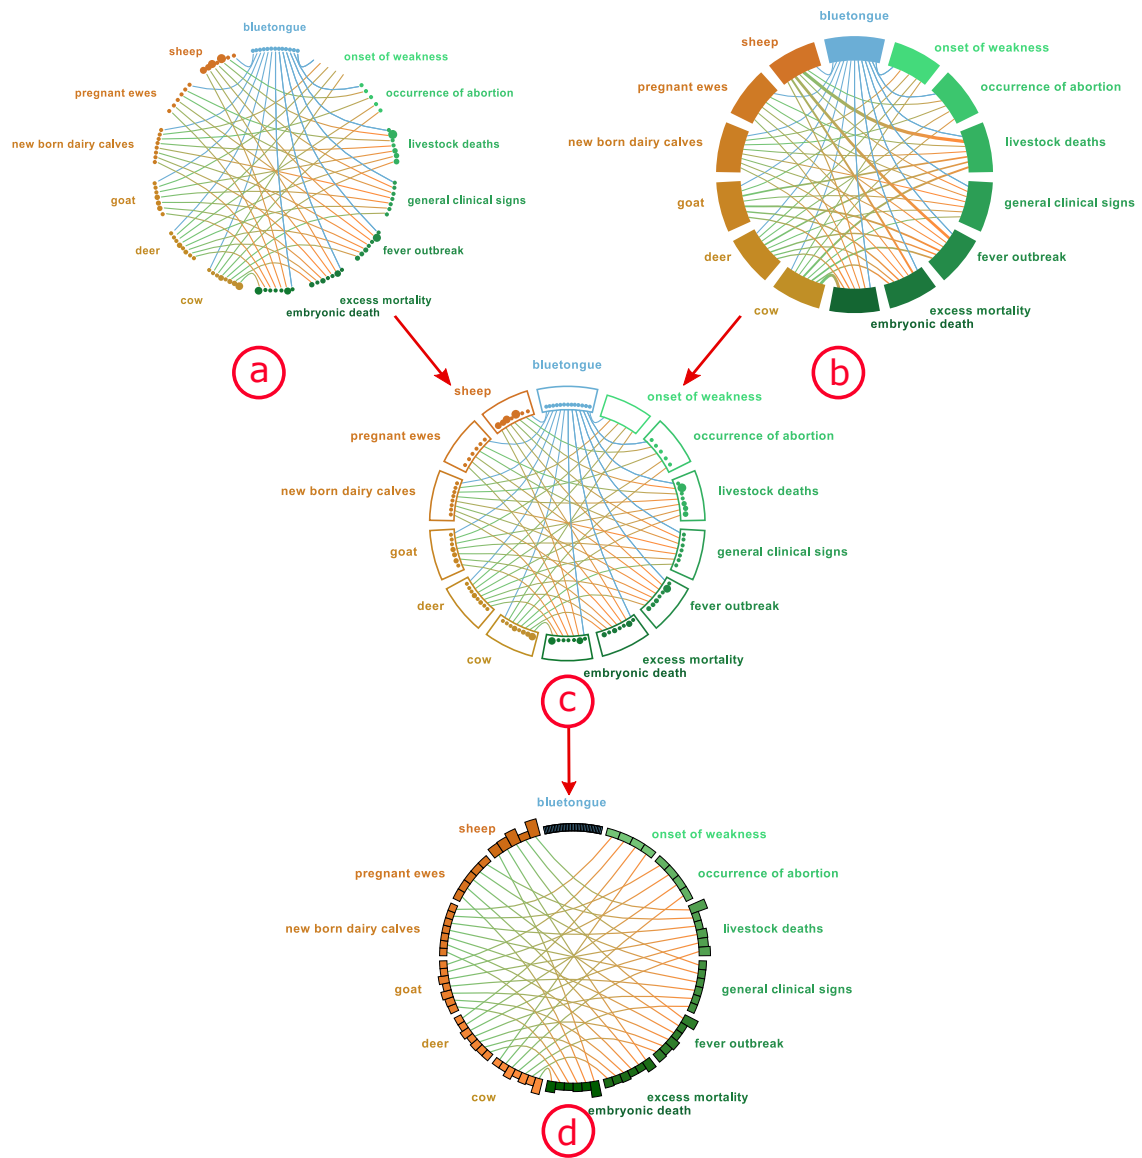 bluetongue
sheep
onset of weakness
pregnant ewes
occurrence of abortion
new born dairy calves
livestock deaths
goat
general clinical signs
deer
fever outbreak
cow
excess mortality
embryonic death
a
bluetongue
sheep
onset of weakness
pregnant ewes
occurrence of abortion
new born dairy calves
livestock deaths
goat
general clinical signs
deer
fever outbreak
cow
excess mortality
embryonic death
b
bluetongue
sheep
onset of weakness
pregnant ewes
occurrence of abortion
new born dairy calves
livestock deaths
goat
general clinical signs
deer
fever outbreak
cow
excess mortality
embryonic death
c
bluetongue
sheep
onset of weakness
pregnant ewes
occurrence of abortion
new born dairy calves
livestock deaths
goat
general clinical signs
deer
fever outbreak
cow
excess mortality
embryonic death
d